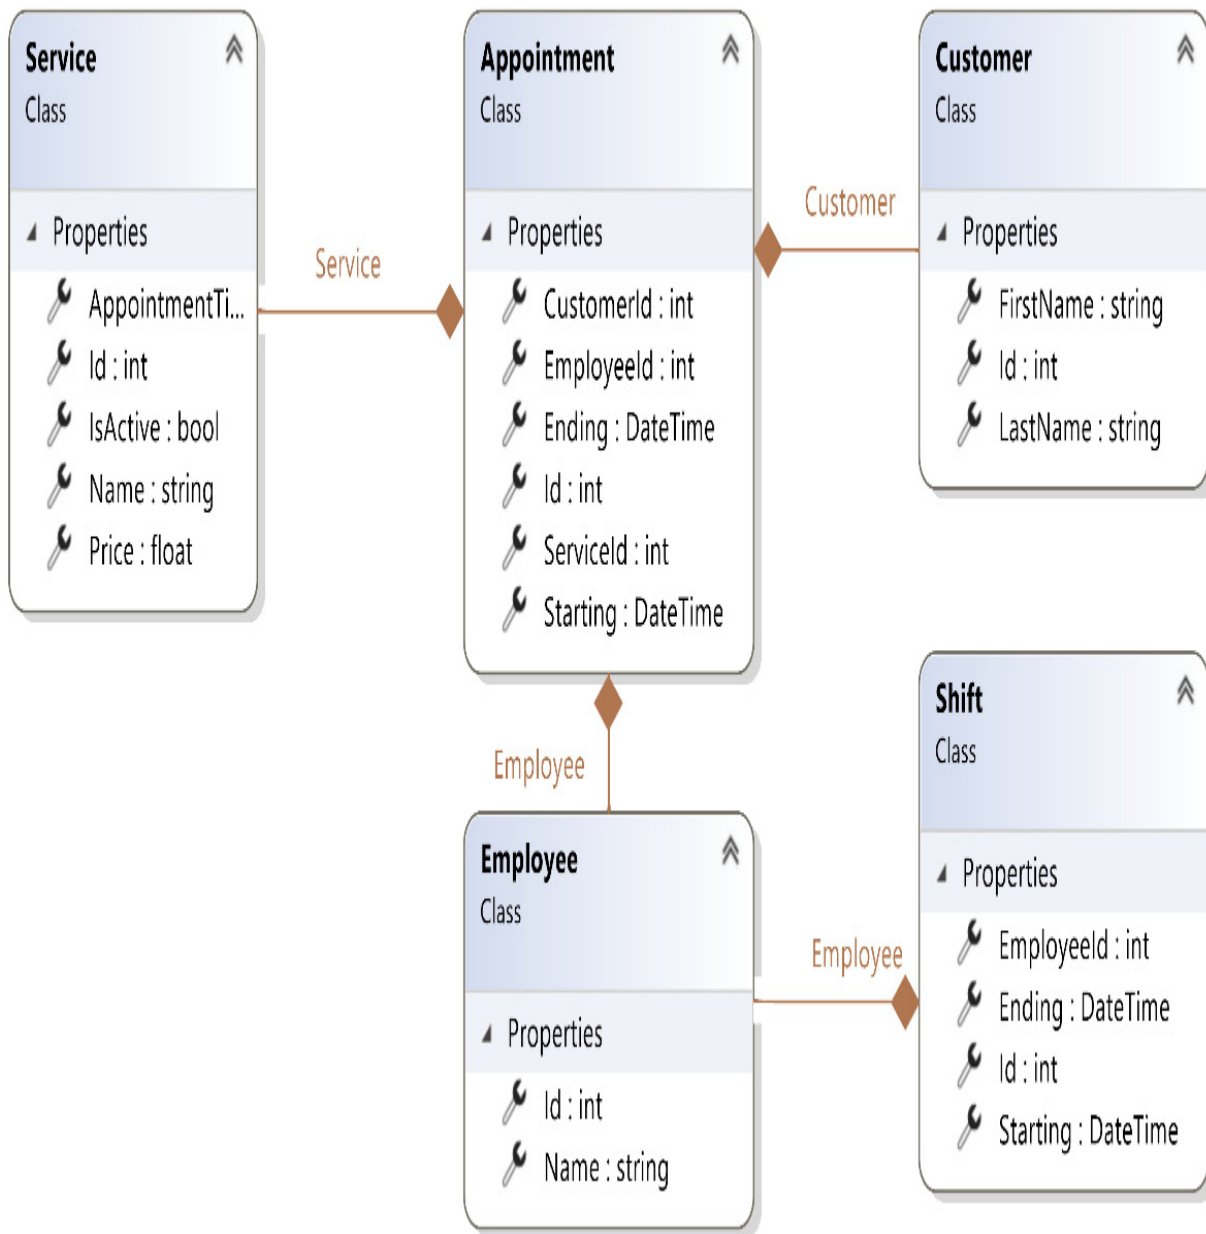 Service
Class
Properties
AppointmentTi...
Id : int
IsActive : bool
Name : string
Price : float
Service
Appointment
Class
Properties
CustomerId : int
EmployeeId : int
Ending : DateTime
Id : int
ServiceId : int
Starting : DateTime
Customer
Customer
Class
Properties
FirstName : string
Id : int
LastName : string
Employee
Employee
Class
Properties
Id : int
Name : string
Employee
Shift
Class
Properties
EmployeeId : int
Ending : DateTime
Id : int
Starting : DateTime